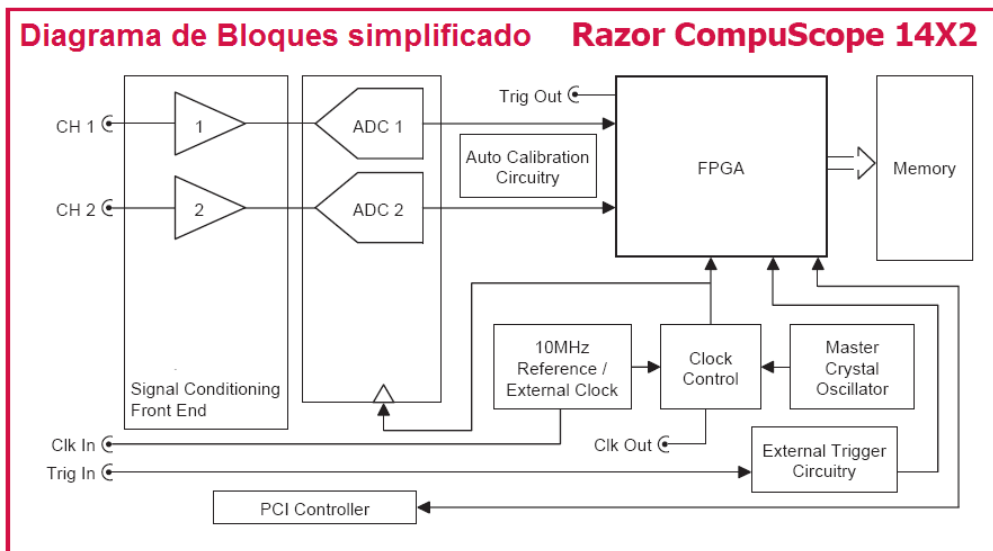 Diagrama de Bloques simplificado Razor CompuScope 14X2
Trig Out
CH 1
1
ADC 1
Auto Calibration
Circuitry
FPGA
Memory
CH 2
2
ADC 2
10MHz
Reference /
External Clock
Clock
Control
Master
Crystal
Oscillator
Signal Conditioning
Front End
Clk In
Clk Out
External Trigger
Circuitry
Trig In
PCI Controller